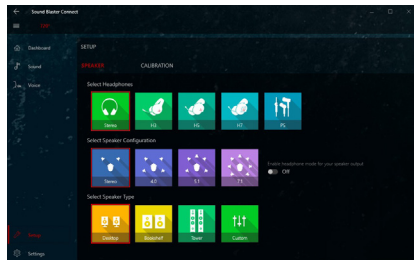 Sound Blaster Connect
Dashboard
Sound
Voice
Setup
Settings
SETUP
SPEAKER
CALIBRATION
Select Headphones
Stereo
H3
H5
H7
P5
Select Speaker Configuration
Stereo
4.0
5.1
7.1
Enable headphone mode for your speaker output
Off
Select Speaker Type
Desktop
Bookshelf
Tower
Custom